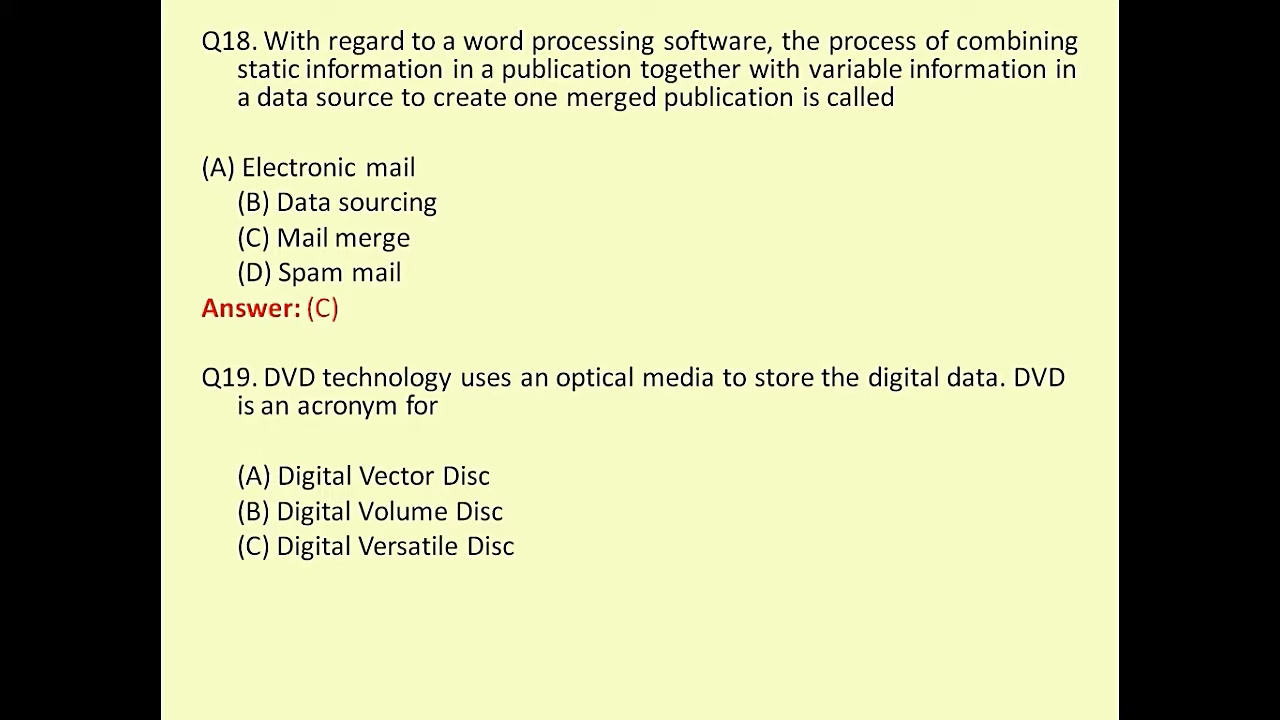 Q18. With regard to a word processing software, the process of combining
static information in a publication together with variable information in
a data source to create one merged publication is called
(A) Electronic mail
(B) Data sourcing
(C) Mail merge
(D) Spam mail
Answer: (C)
Q19. DVD technology uses an optical media to store the digital data. DVD
is an acronym for
(A) Digital Vector Disc
(B) Digital Volume Disc
(C) Digital Versatile Disc